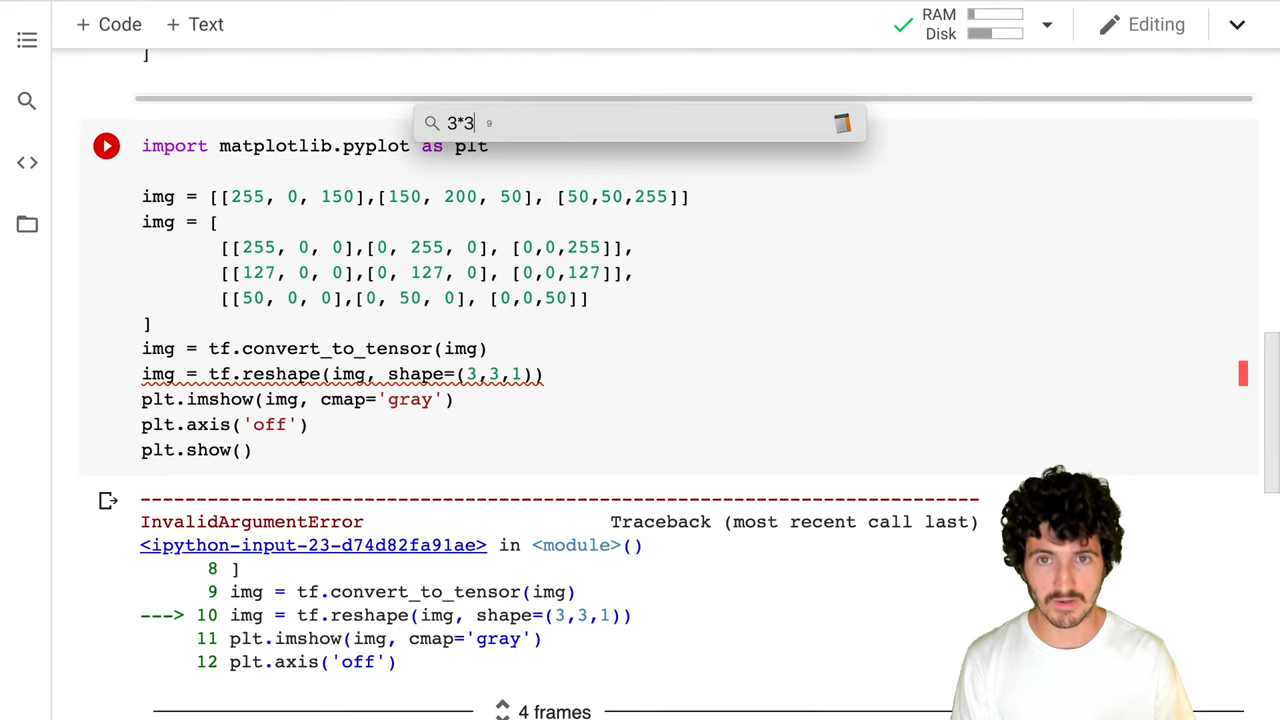 + Code + Text
RAM
Disk
Editing
]
3*3 9
import matplotlib.pyplot as plt
img = [[255, 0, 150],[150, 200, 50], [50,50,255]]
img = [
[[255, 0, 0],[0, 255, 0], [0,0,255]],
[[127, 0, 0],[0, 127, 0], [0,0,127]],
[[50, 0, 0],[0, 50, 0], [0,0,50]]
]
img = tf.convert_to_tensor(img)
img = tf.reshape(img, shape=(3,3,1))
plt.imshow(img, cmap='gray')
plt.axis('off')
plt.show()
---------------------------------------------------------------------------
InvalidArgumentError Traceback (most recent call last)
<ipython-input-23-d74d82fa91ae> in <module>()
8 ]
9 img = tf.convert_to_tensor(img)
---> 10 img = tf.reshape(img, shape=(3,3,1))
11 plt.imshow(img, cmap='gray')
12 plt.axis('off')
4 frames